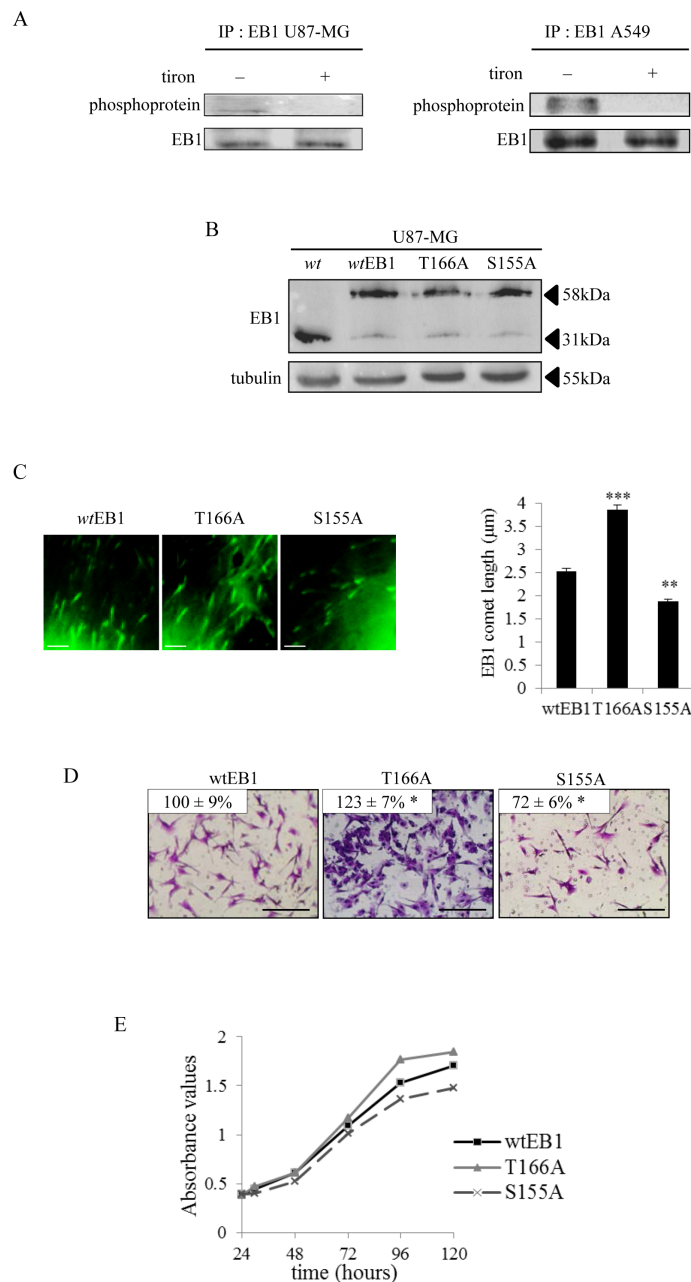 A
IP : EB1 U87-MG
tiron – +
phosphoprotein
EB1
IP : EB1 A549
tiron – +
phosphoprotein
EB1
B
U87-MG
wt wtEB1 T166A S155A
EB1
58kDa
31kDa
tubulin
55kDa
C
wtEB1 T166A S155A
EB1 comet length (µm)
4
3.5
3
2.5
2
1.5
1
0.5
0
***
**
wtEB1 T166A S155A
D
wtEB1 T166A S155A
100 ± 9% 123 ± 7% * 72 ± 6% *
E
Absorbance values
2
1.5
1
0.5
0
24 48 72 96 120
time (hours)
wtEB1
T166A
S155A